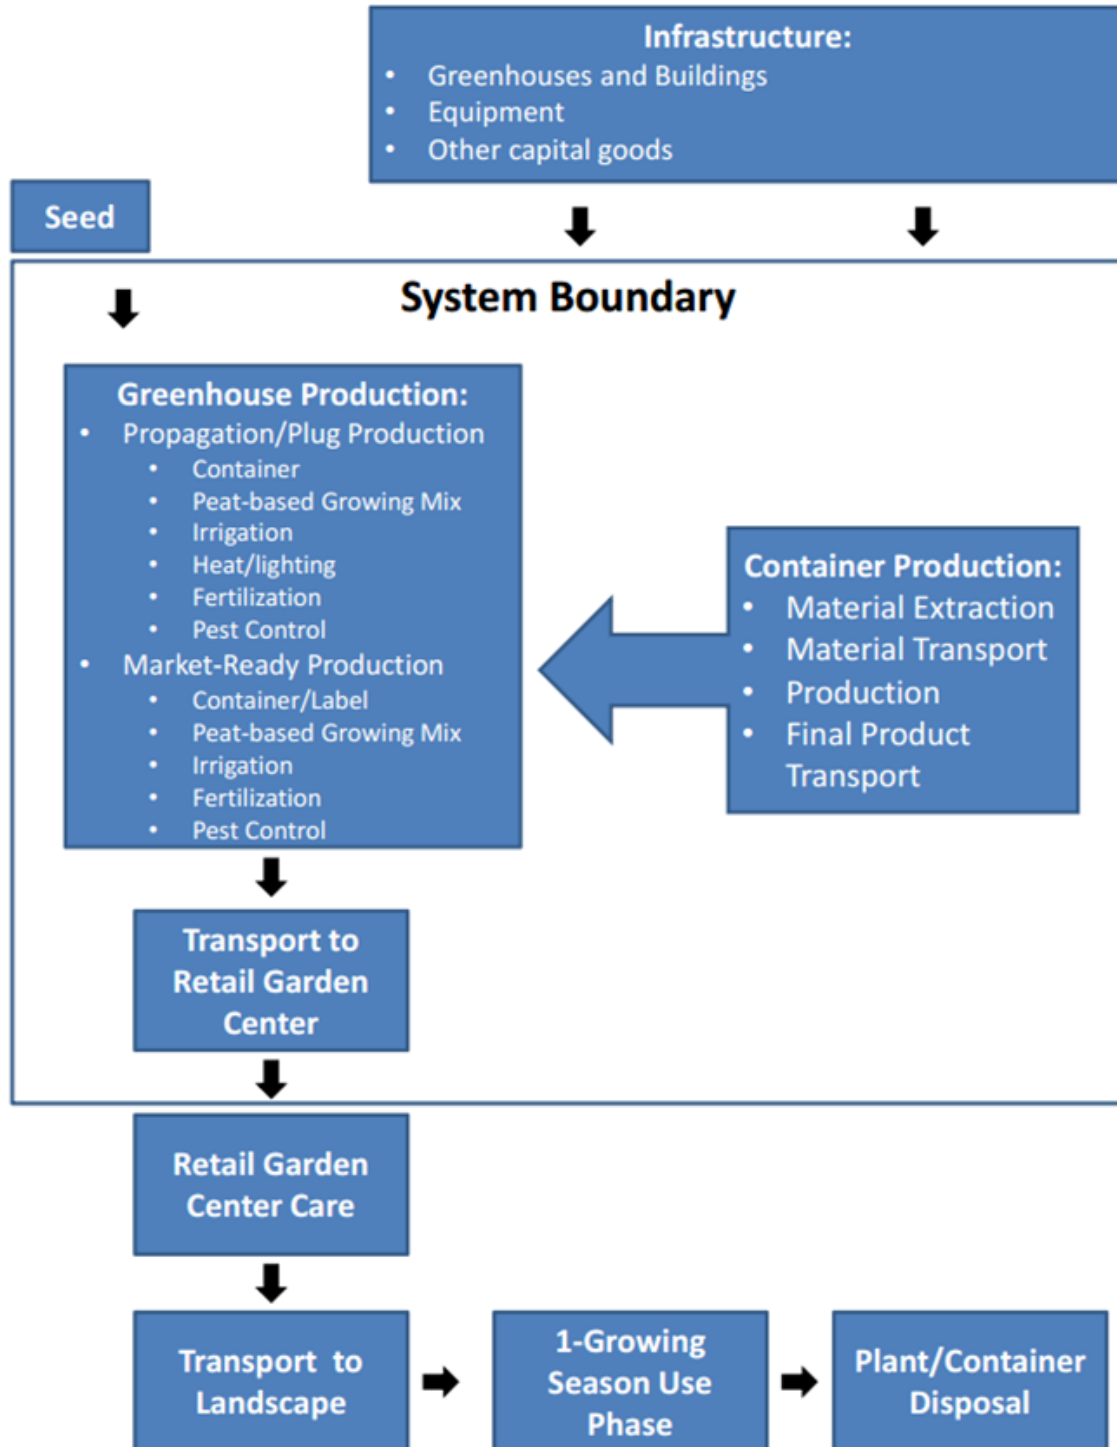 Infrastructure:
• Greenhouses and Buildings
• Equipment
• Other capital goods
Seed
System Boundary
Greenhouse Production:
• Propagation/Plug Production
• Container
• Peat-based Growing Mix
• Irrigation
• Heat/lighting
• Fertilization
• Pest Control
• Market-Ready Production
• Container/Label
• Peat-based Growing Mix
• Irrigation
• Fertilization
• Pest Control
Container Production:
• Material Extraction
• Material Transport
• Production
• Final Product
Transport
Transport to
Retail Garden
Center
Retail Garden
Center Care
Transport to
Landscape
1-Growing
Season Use
Phase
Plant/Container
Disposal